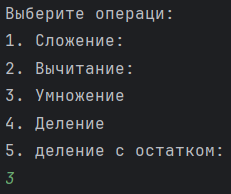 Выберите операци:
1. Сложение:
2. Вычитание:
3. Умножение
4. Деление
5. деление с остатком:
3